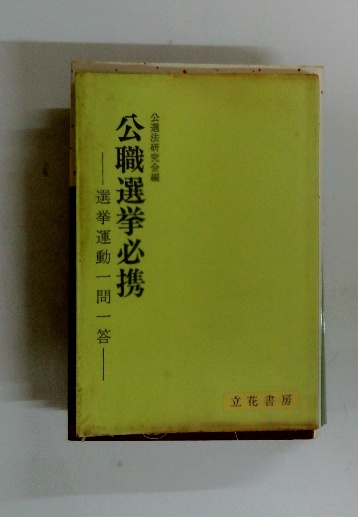 公選法研究会編
公職選挙必携
――選挙運動一問一答――
立花書房